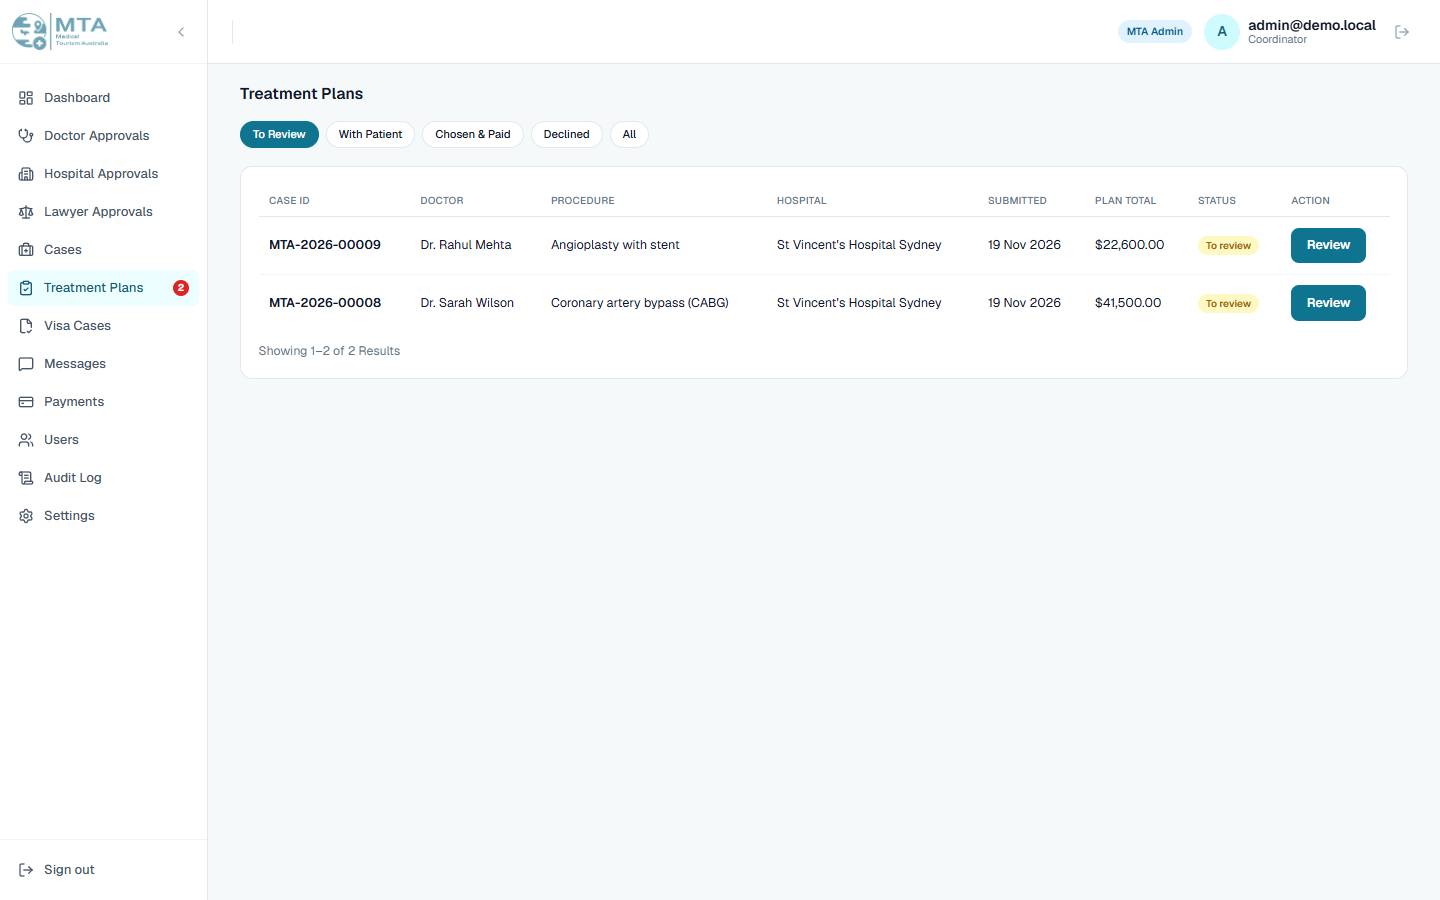 MTA
Medical
Tourism Australia
MTA Admin
A
admin@demo.local
Coordinator
Dashboard
Doctor Approvals
Hospital Approvals
Lawyer Approvals
Cases
Treatment Plans 2
Visa Cases
Messages
Payments
Users
Audit Log
Settings
Sign out
Treatment Plans
To Review With Patient Chosen & Paid Declined All
CASE ID DOCTOR PROCEDURE HOSPITAL SUBMITTED PLAN TOTAL STATUS ACTION
MTA-2026-00009 Dr. Rahul Mehta Angioplasty with stent St Vincent's Hospital Sydney 19 Nov 2026 $22,600.00 To review Review
MTA-2026-00008 Dr. Sarah Wilson Coronary artery bypass (CABG) St Vincent's Hospital Sydney 19 Nov 2026 $41,500.00 To review Review
Showing 1–2 of 2 Results